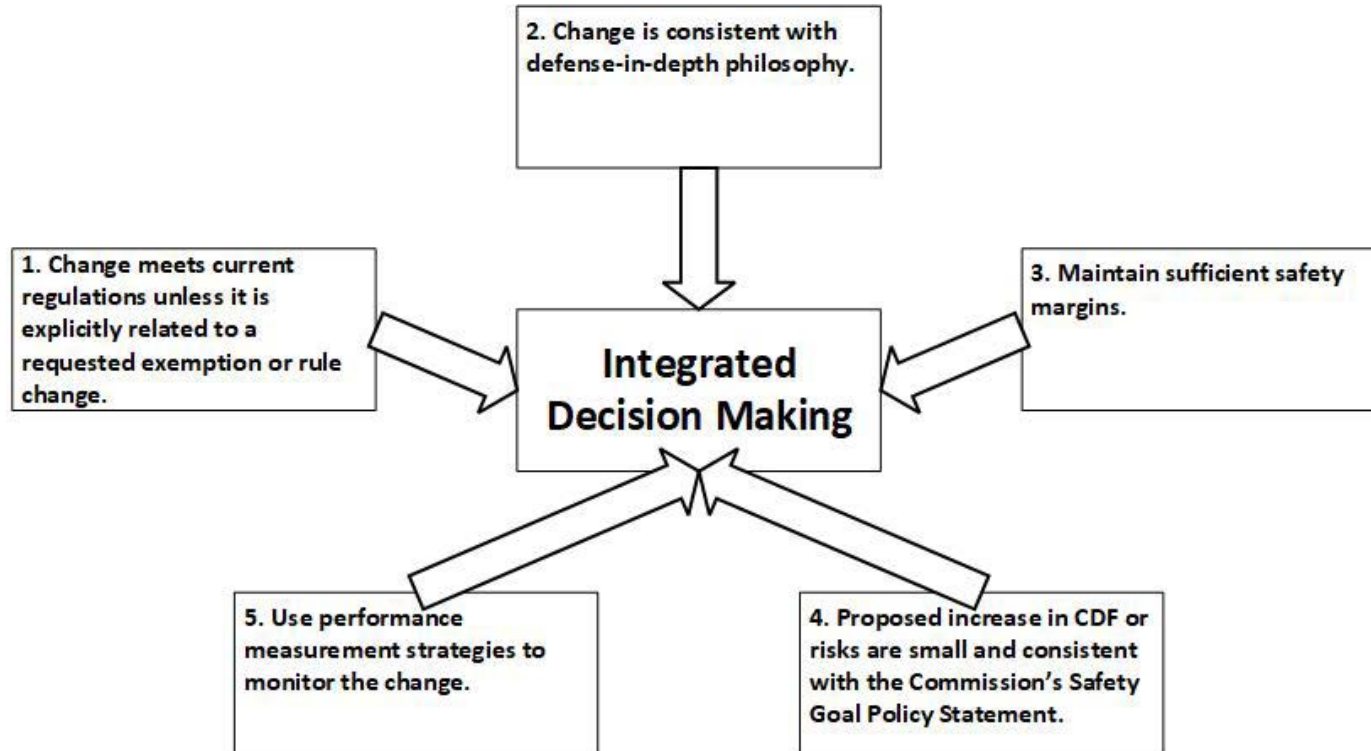 2. Change is consistent with
defense-in-depth philosophy.
1. Change meets current
regulations unless it is
explicitly related to a
requested exemption or rule
change.
3. Maintain sufficient safety
margins.
Integrated
Decision Making
5. Use performance
measurement strategies to
monitor the change.
4. Proposed increase in CDF or
risks are small and consistent
with the Commission’s Safety
Goal Policy Statement.